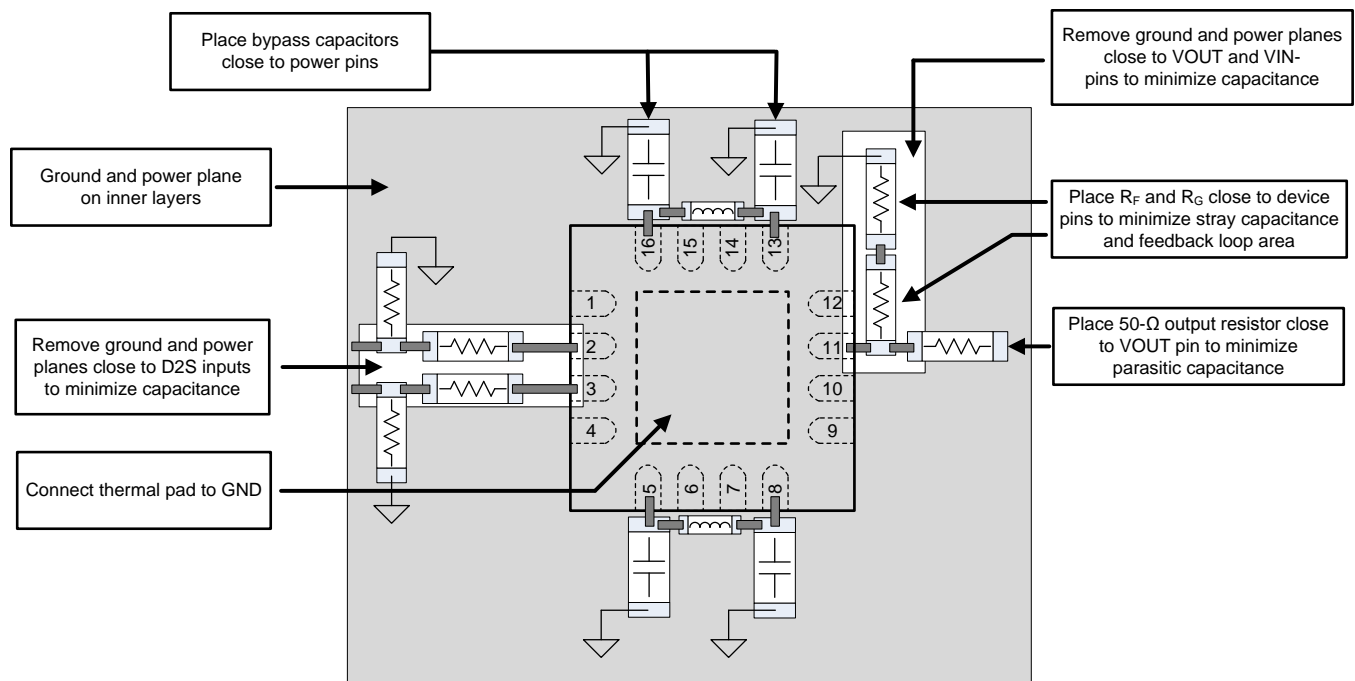 Place bypass capacitors
close to power pins
Remove ground and power planes
close to VOUT and VIN-
pins to minimize capacitance
Ground and power plane
on inner layers
Place RF and RG close to device
pins to minimize stray capacitance
and feedback loop area
Remove ground and power
planes close to D2S inputs
to minimize capacitance
Place 50-Ω output resistor close
to VOUT pin to minimize
parasitic capacitance
Connect thermal pad to GND
16 15 14 13
1
2
3
4
12
11
10
9
5 6 7 8